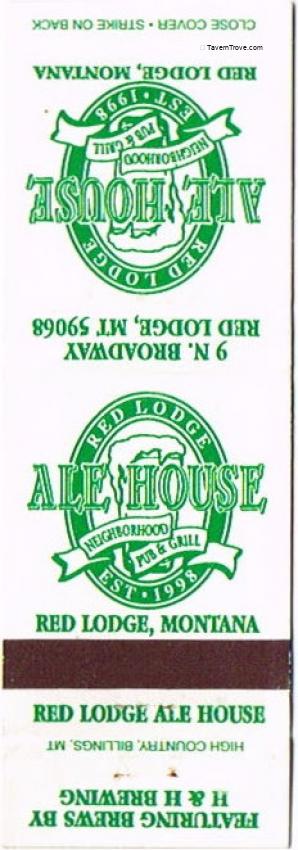 CLOSE COVER • STRIKE ON BACK
© TavernTrove.com
RED LODGE, MONTANA
EST • 1998
NEIGHBORHOOD
PUB & GRILL
ALE HOUSE
RED LODGE
9 N. BROADWAY
RED LODGE, MT 59068
RED LODGE
ALE HOUSE
NEIGHBORHOOD
PUB & GRILL
EST • 1998
RED LODGE, MONTANA
RED LODGE ALE HOUSE
HIGH COUNTRY, BILLINGS, MT
FEATURING BREWS BY
H & H BREWING